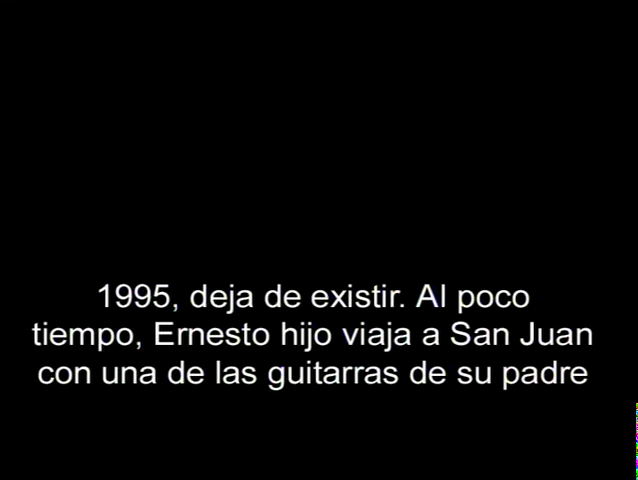 1995, deja de existir. Al poco
tiempo, Ernesto hijo viaja a San Juan
con una de las guitarras de su padre